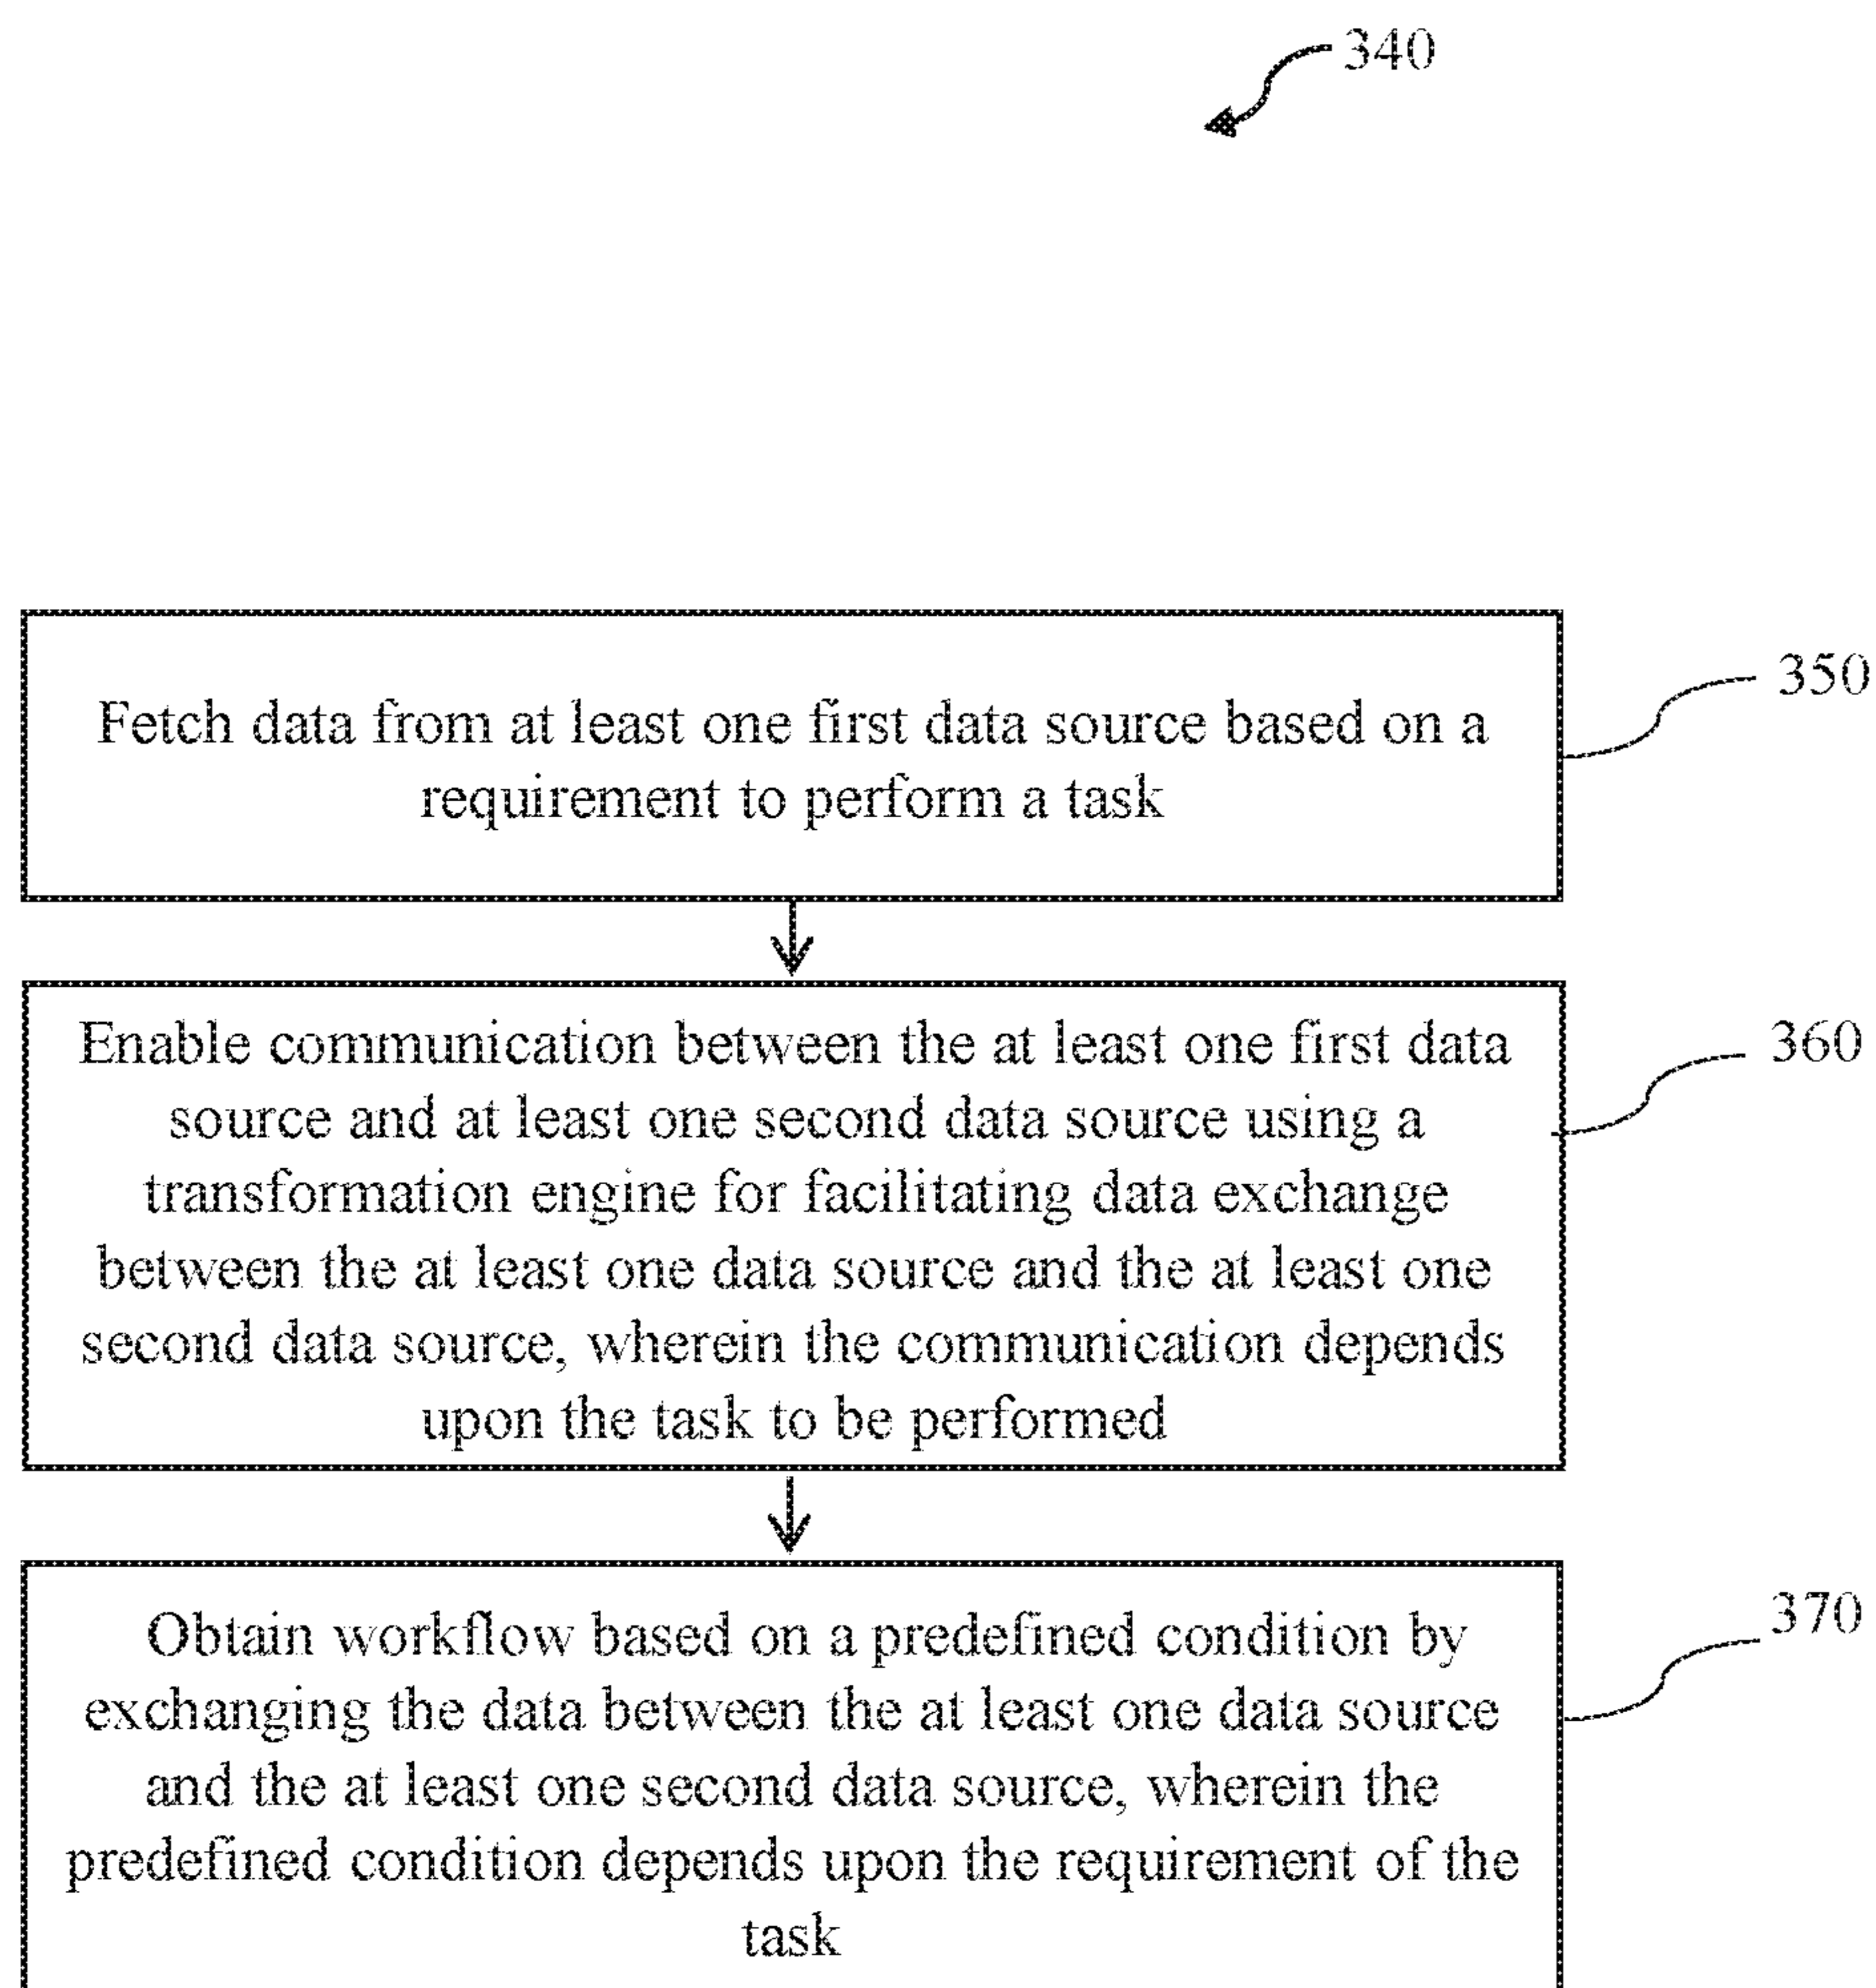 340
Fetch data from at least one first data source based on a
requirement to perform a task
350
Enable communication between the at least one first data
source and at least one second data source using a
transformation engine for facilitating data exchange
between the at least one data source and the at least one
second data source, wherein the communication depends
upon the task to be performed
360
Obtain workflow based on a predefined condition by
exchanging the data between the at least one data source
and the at least one second data source, wherein the
predefined condition depends upon the requirement of the
task
370